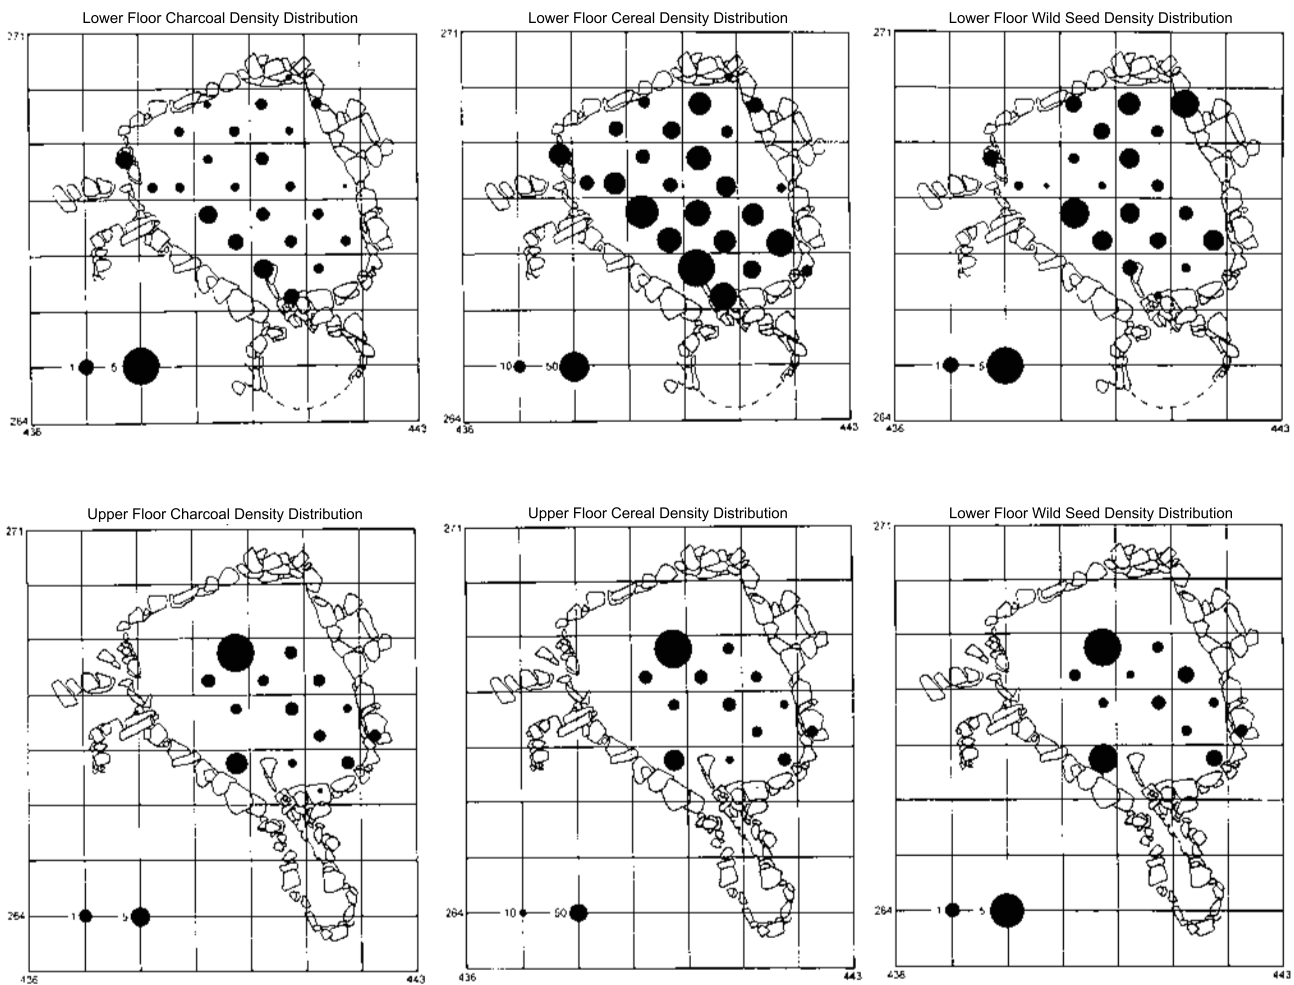 Lower Floor Charcoal Density Distribution
Lower Floor Cereal Density Distribution
Lower Floor Wild Seed Density Distribution
271
271
271
1 5
10 50
1 5
264
264
264
436 443
436 443
436 443
Upper Floor Charcoal Density Distribution
Upper Floor Cereal Density Distribution
Lower Floor Wild Seed Density Distribution
271
271
271
264 1 5
264 10 50
264 1 5
436 443
436 443
436 443